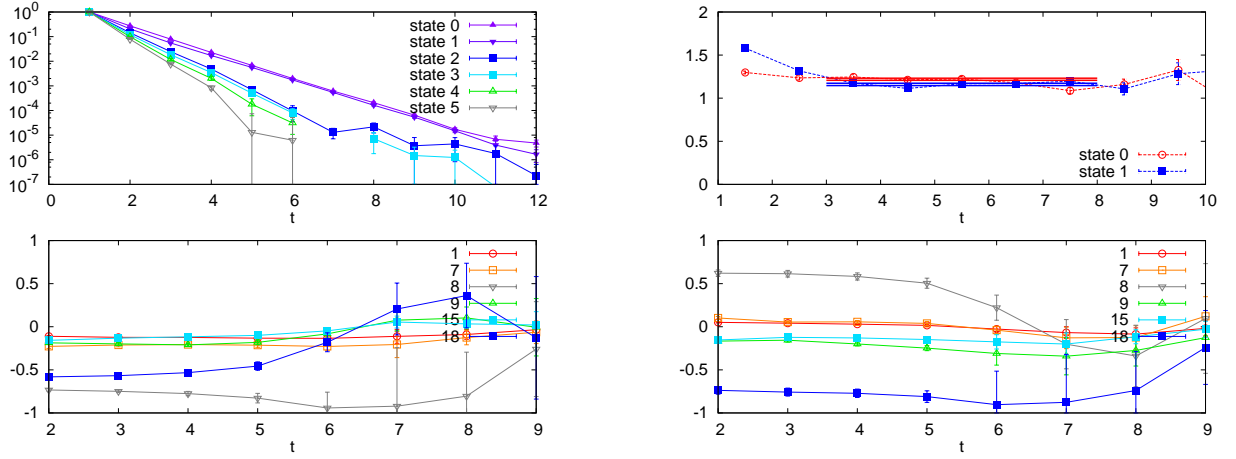 10^0
10^-1
10^-2
10^-3
10^-4
10^-5
10^-6
10^-7
0 2 4 6 8 10 12
t
state 0
state 1
state 2
state 3
state 4
state 5
2
1.5
1
0.5
0
1 2 3 4 5 6 7 8 9 10
t
state 0
state 1
1
0.5
0
-0.5
-1
2 3 4 5 6 7 8 9
t
1
7
8
9
15
18
1
0.5
0
-0.5
-1
2 3 4 5 6 7 8 9
t
1
7
8
9
15
18